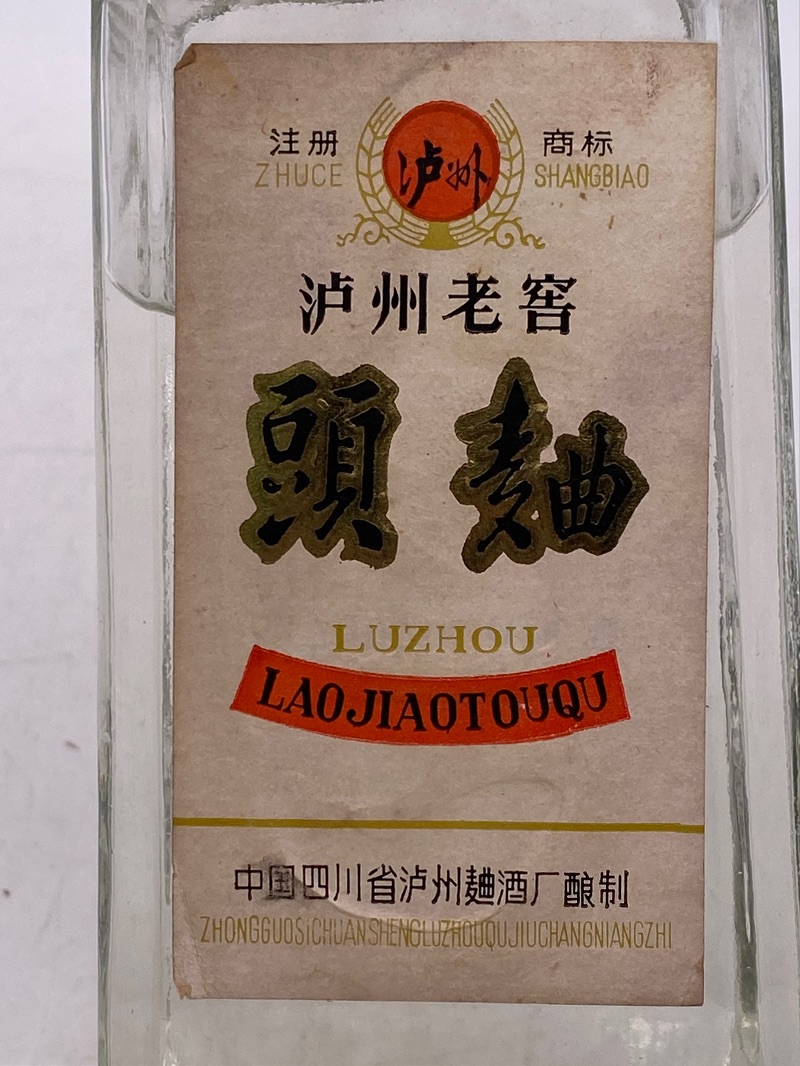 注册 泸州 商标
ZHUCE SHANGBIAO
泸州老窖
頭麯
LUZHOU
LAOJIAOTOUQU
中国四川省泸州麯酒厂酿制
ZHONGGUOSiCHUANSHENGLUZHOUQUJIUCHANGNIANGZHI